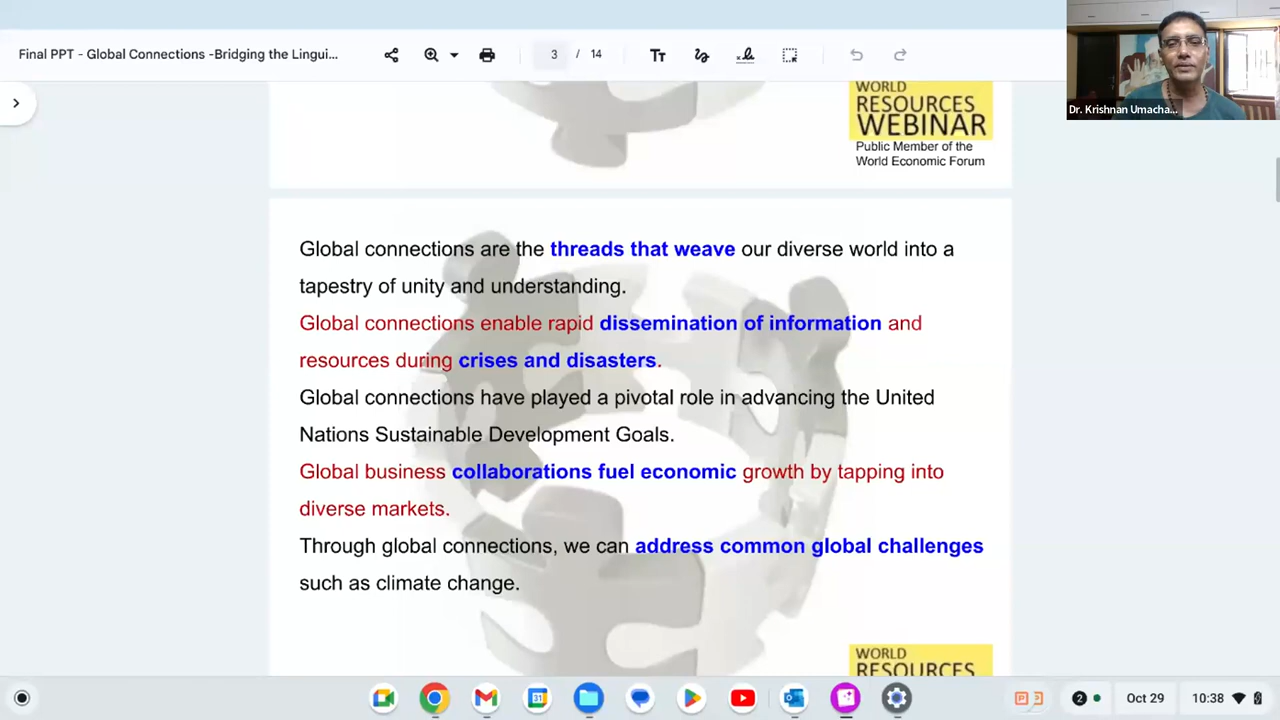 Final PPT - Global Connections -Bridging the Lingui...
3 / 14
Dr. Krishnan Umacha...
WORLD
RESOURCES
WEBINAR
Public Member of the
World Economic Forum
Global connections are the threads that weave our diverse world into a
tapestry of unity and understanding.
Global connections enable rapid dissemination of information and
resources during crises and disasters.
Global connections have played a pivotal role in advancing the United
Nations Sustainable Development Goals.
Global business collaborations fuel economic growth by tapping into
diverse markets.
Through global connections, we can address common global challenges
such as climate change.
WORLD
RESOURCES
31
2
Oct 29
10:38